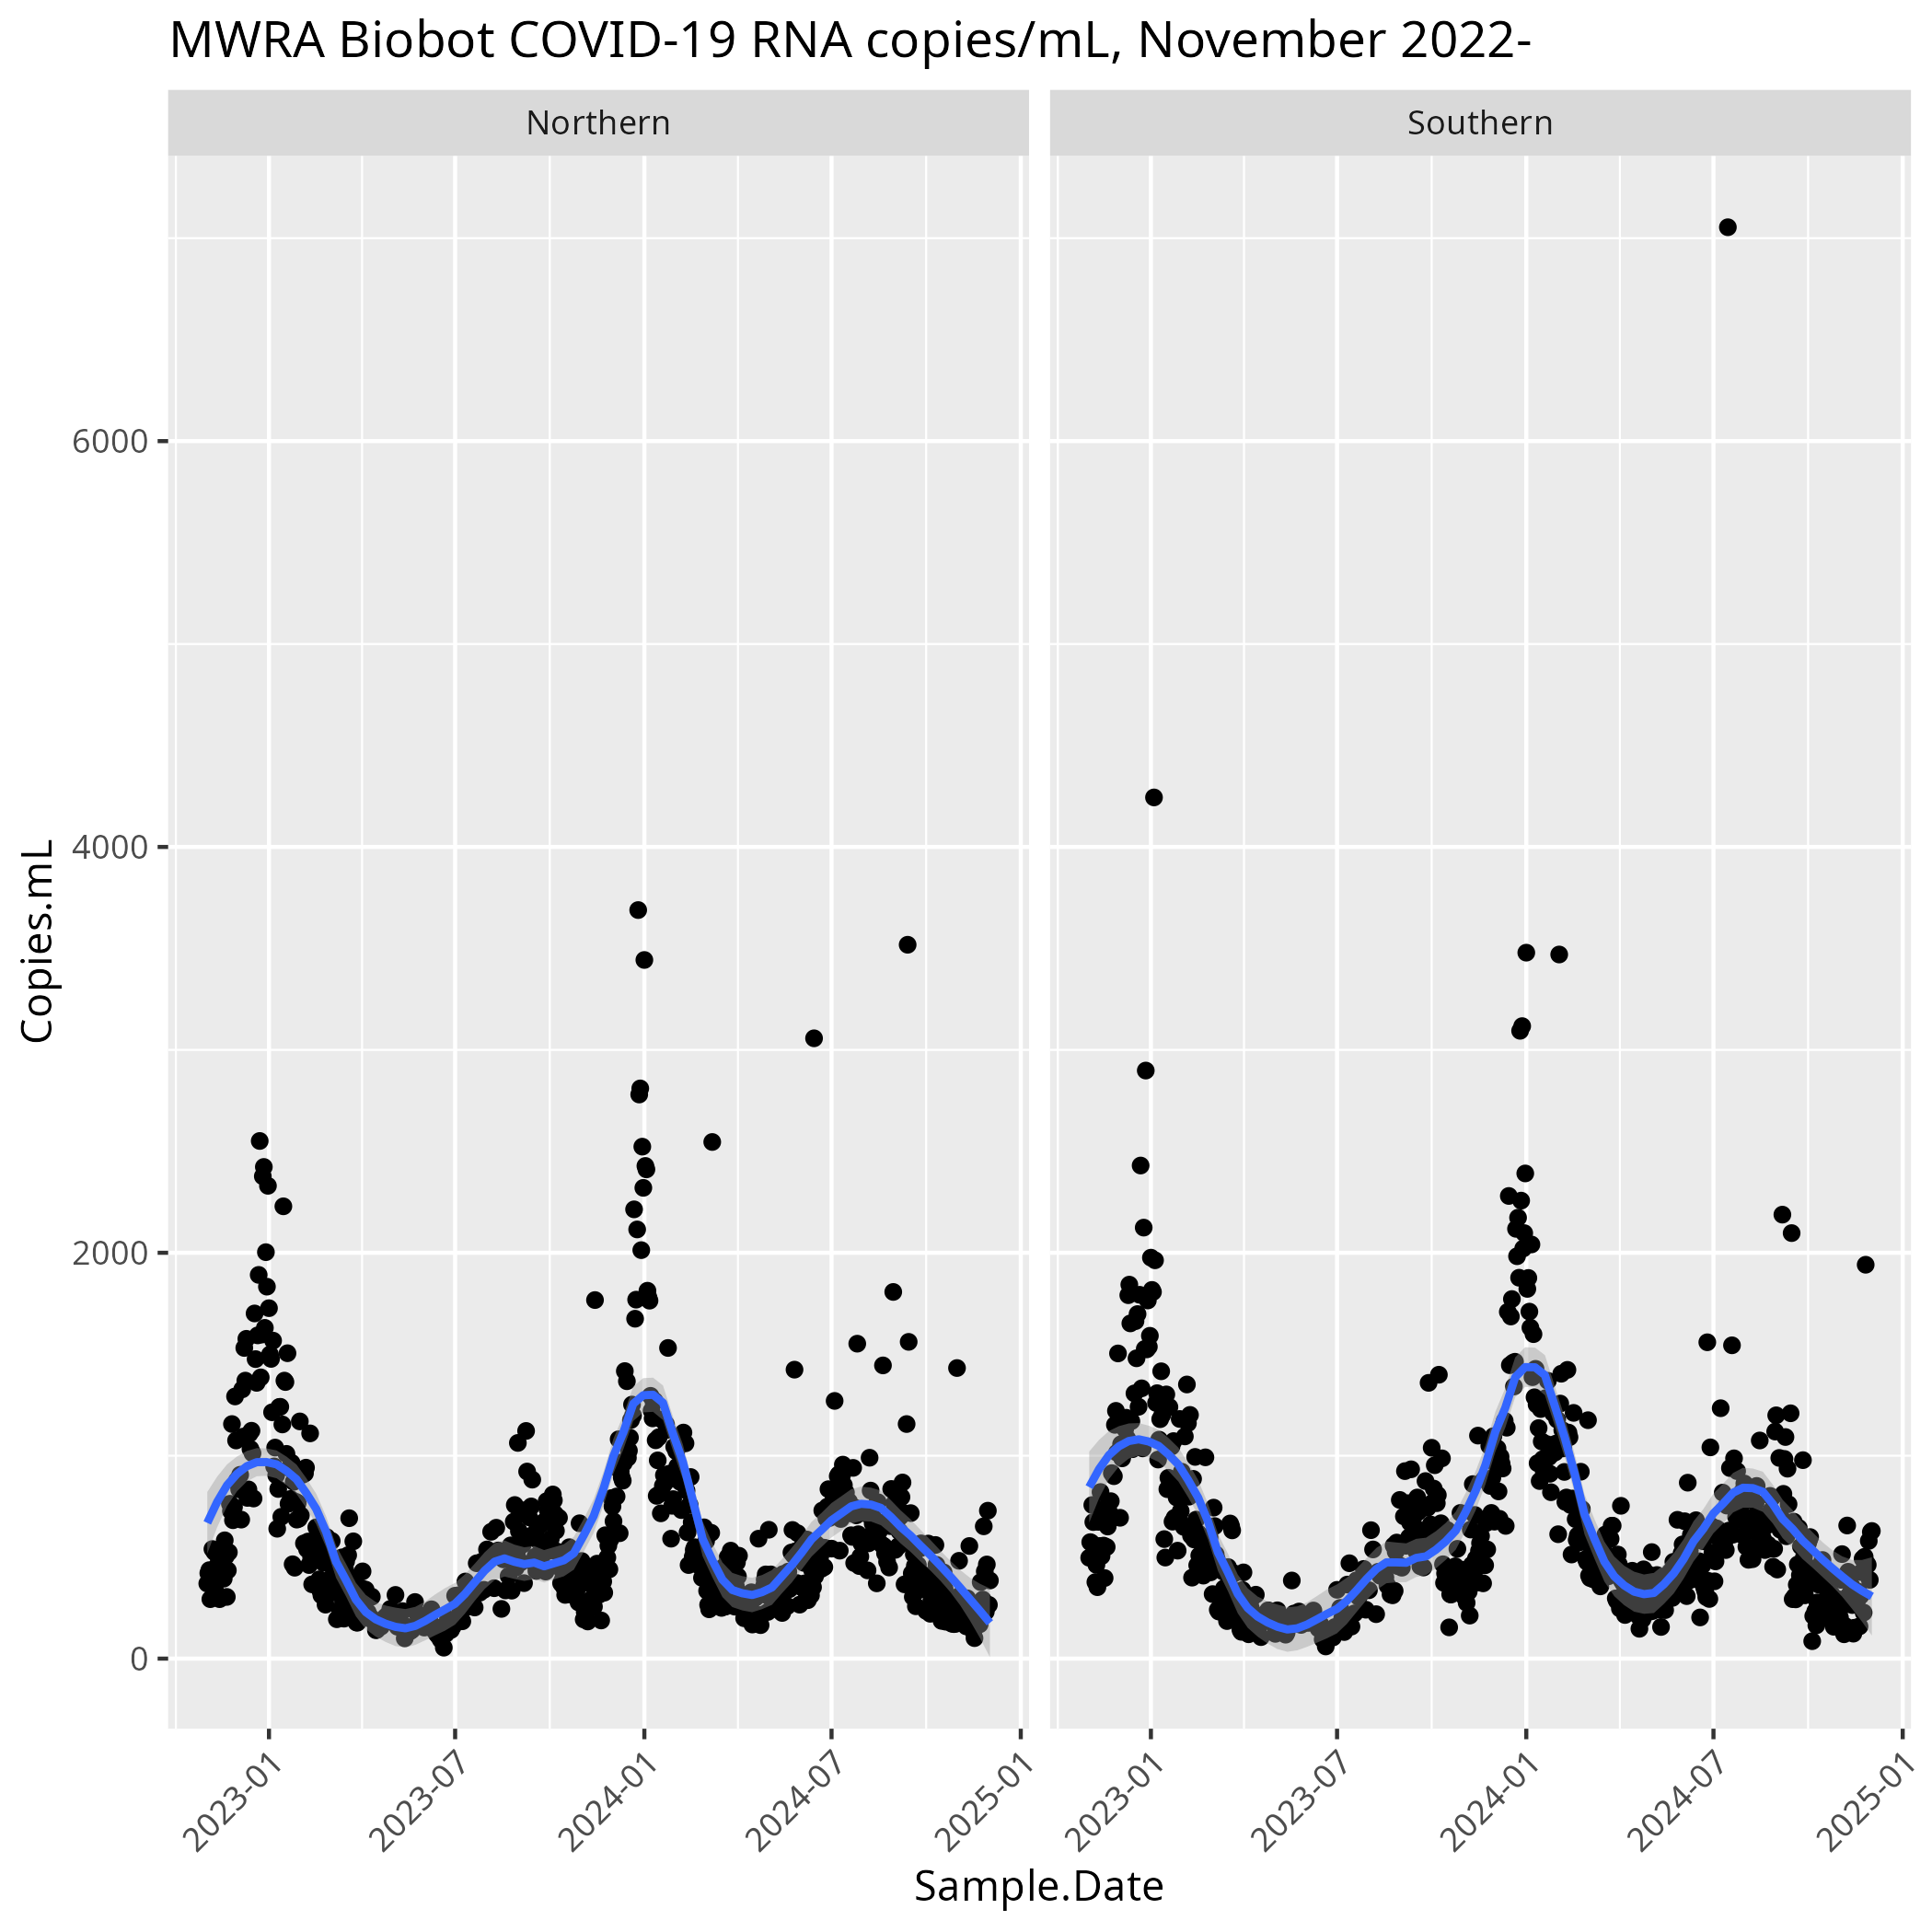 MWRA Biobot COVID-19 RNA copies/mL, November 2022-
Northern
Southern
Copies.mL
6000
4000
2000
0
2023-01
2023-07
2024-01
2024-07
2025-01
2023-01
2023-07
2024-01
2024-07
2025-01
Sample.Date